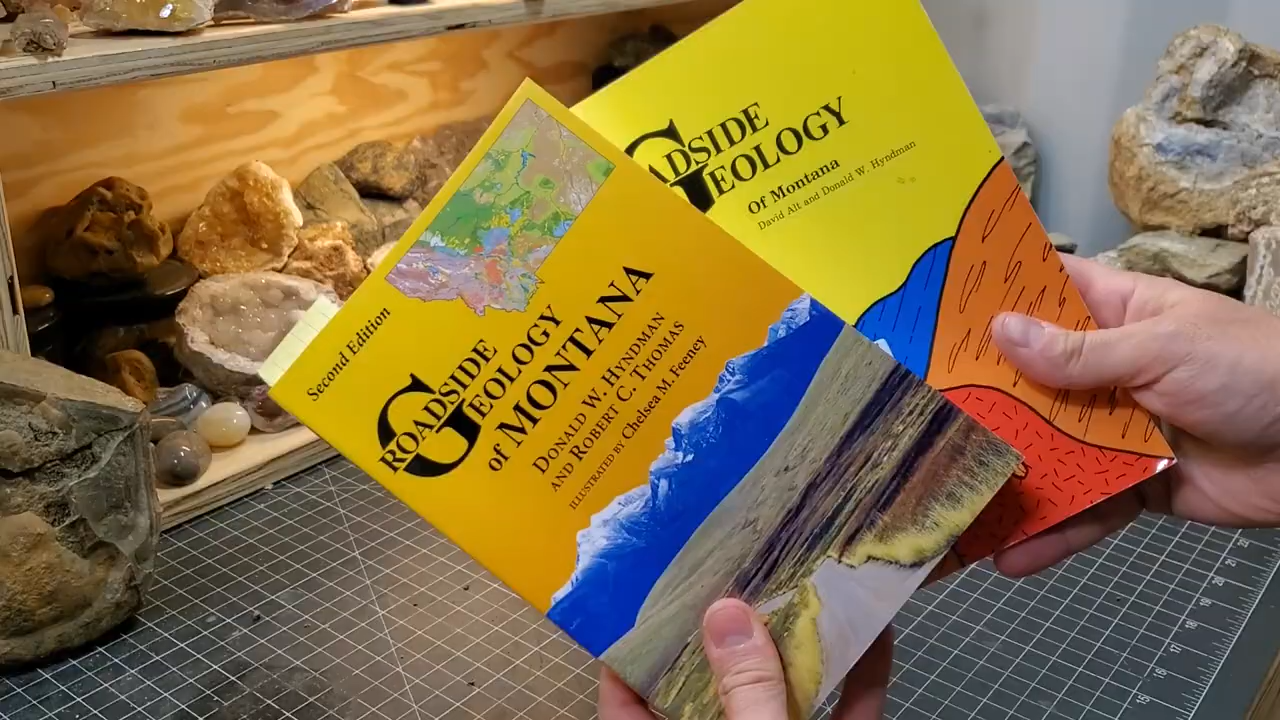 Second Edition
ROADSIDE
GEOLOGY
of MONTANA
DONALD W. HYNDMAN
AND ROBERT C. THOMAS
ILLUSTRATED BY Chelsea M. Feeney
OADSIDE
GEOLOGY
Of Montana
David Alt and Donald W. Hyndman